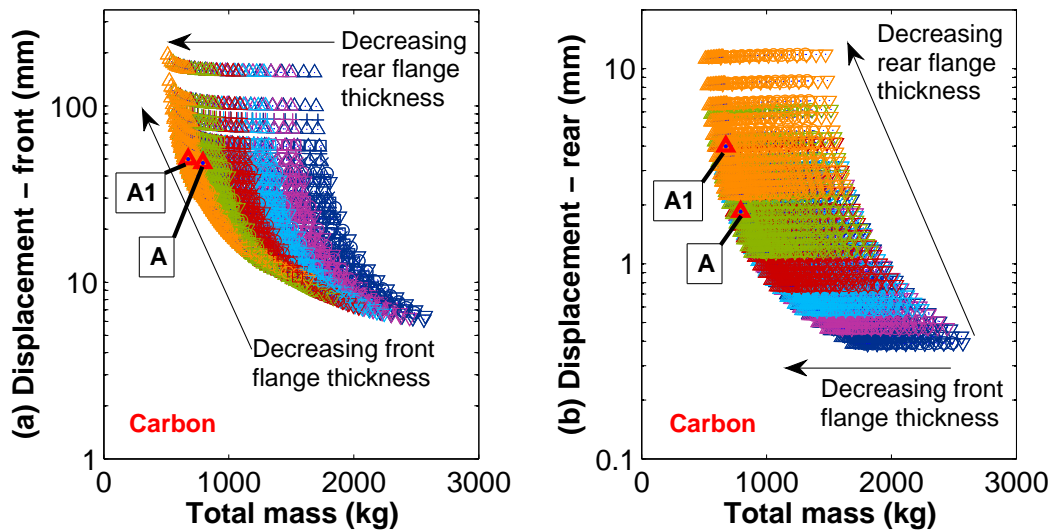 (a) Displacement – front (mm)
100
10
1
0
1000
2000
3000
Total mass (kg)
Decreasing
rear flange
thickness
A1
A
Decreasing front
flange thickness
Carbon
(b) Displacement – rear (mm)
10
1
0.1
0
1000
2000
3000
Total mass (kg)
Decreasing
rear flange
thickness
A1
A
Decreasing front
flange thickness
Carbon